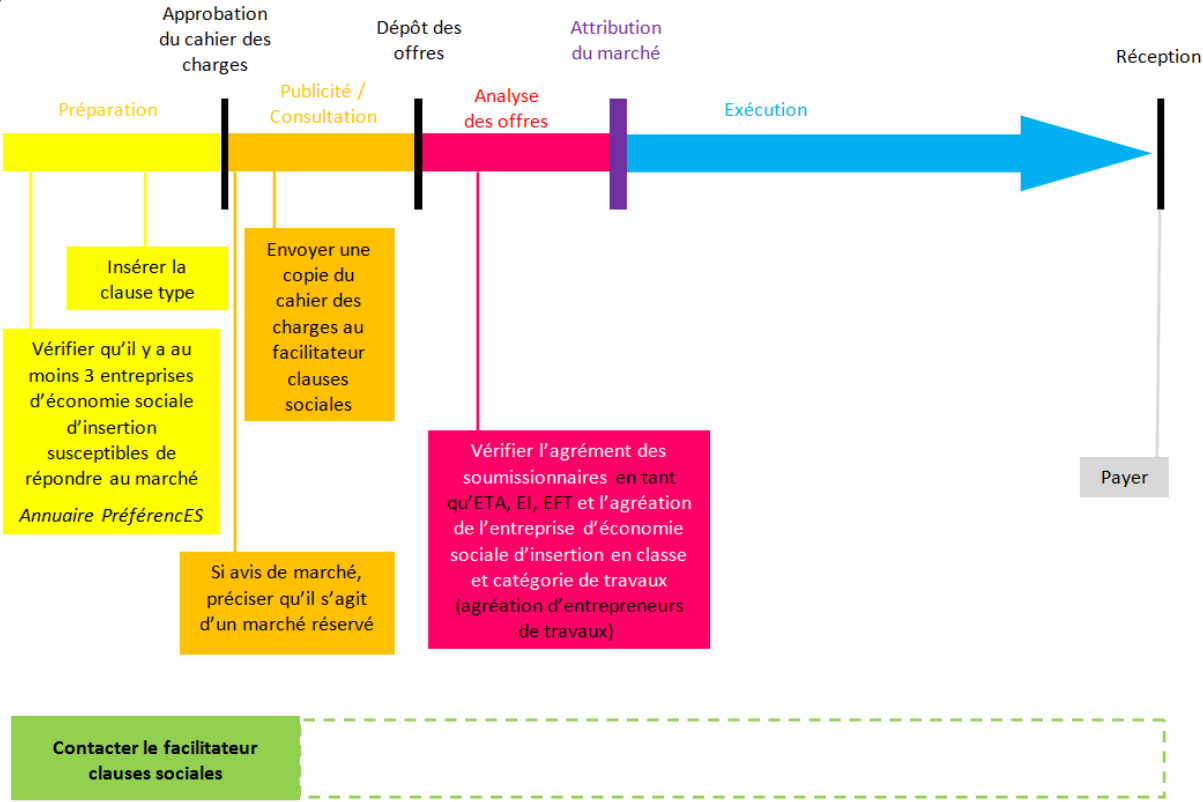 Approbation
du cahier des
charges
Dépôt des
offres
Attribution
du marché
Réception
Préparation
Publicité /
Consultation
Analyse
des offres
Exécution
Insérer la
clause type
Envoyer une
copie du
cahier des
charges au
facilitateur
clauses
sociales
Vérifier qu’il y a au
moins 3 entreprises
d’économie sociale
d’insertion
susceptibles de
répondre au marché
Annuaire PréférencES
Vérifier l’agrément des
soumissionnaires en tant
qu’ETA, EI, EFT et l’agréation
de l’entreprise d’économie
sociale d’insertion en classe
et catégorie de travaux
(agréation d’entrepreneurs
de travaux)
Payer
Si avis de marché,
préciser qu’il s’agit
d’un marché réservé
Contacter le facilitateur
clauses sociales